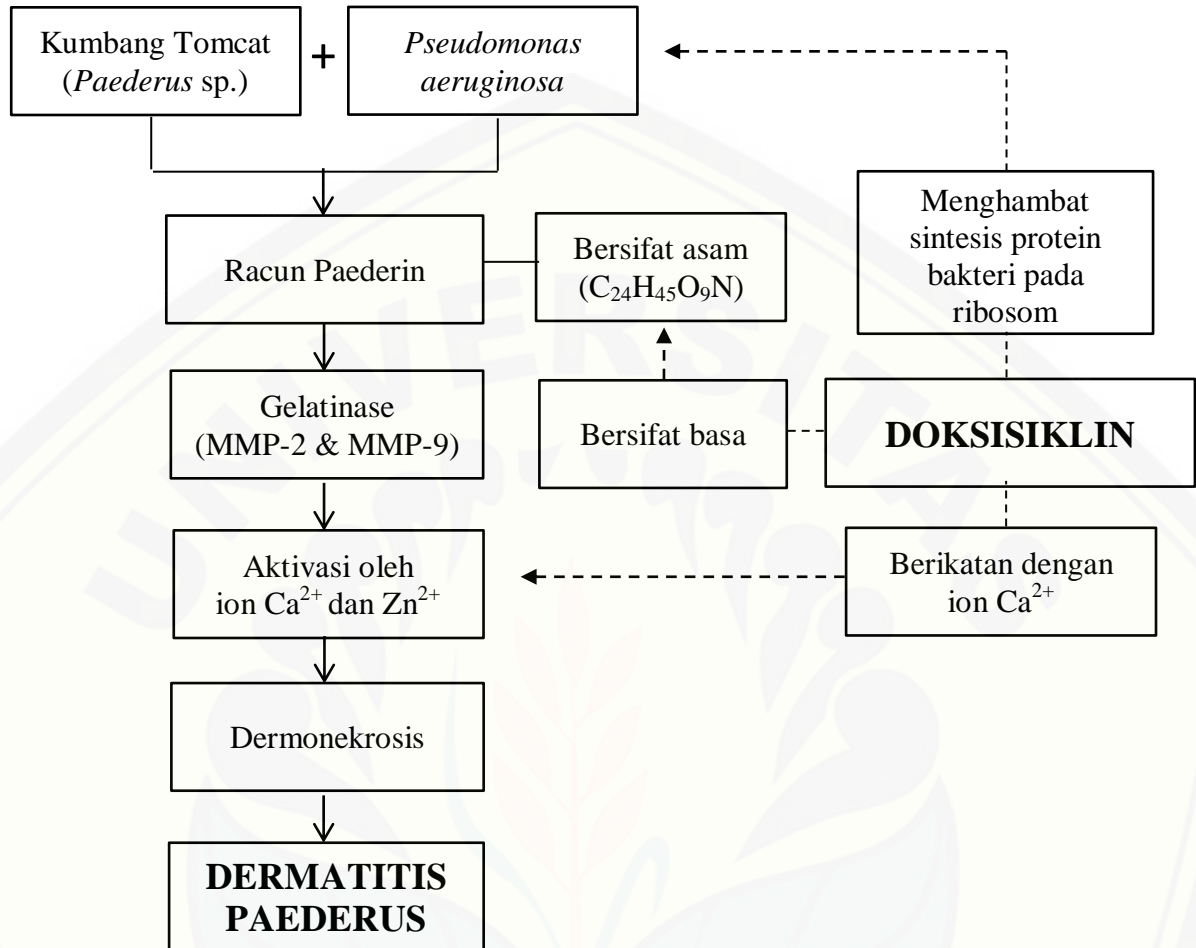 Kumbang Tomcat
(Paederus sp.)
+
Pseudomonas
aeruginosa
Menghambat
sintesis protein
bakteri pada
ribosom
Racun Paederin
Bersifat asam
(C₂₄H₄₅O₉N)
Gelatinase
(MMP-2 & MMP-9)
Bersifat basa
DOKSISIKLIN
Aktivasi oleh
ion Ca²⁺ dan Zn²⁺
Berikatan dengan
ion Ca²⁺
Dermonekrosis
DERMATITIS
PAEDERUS
UNIVERSITAS